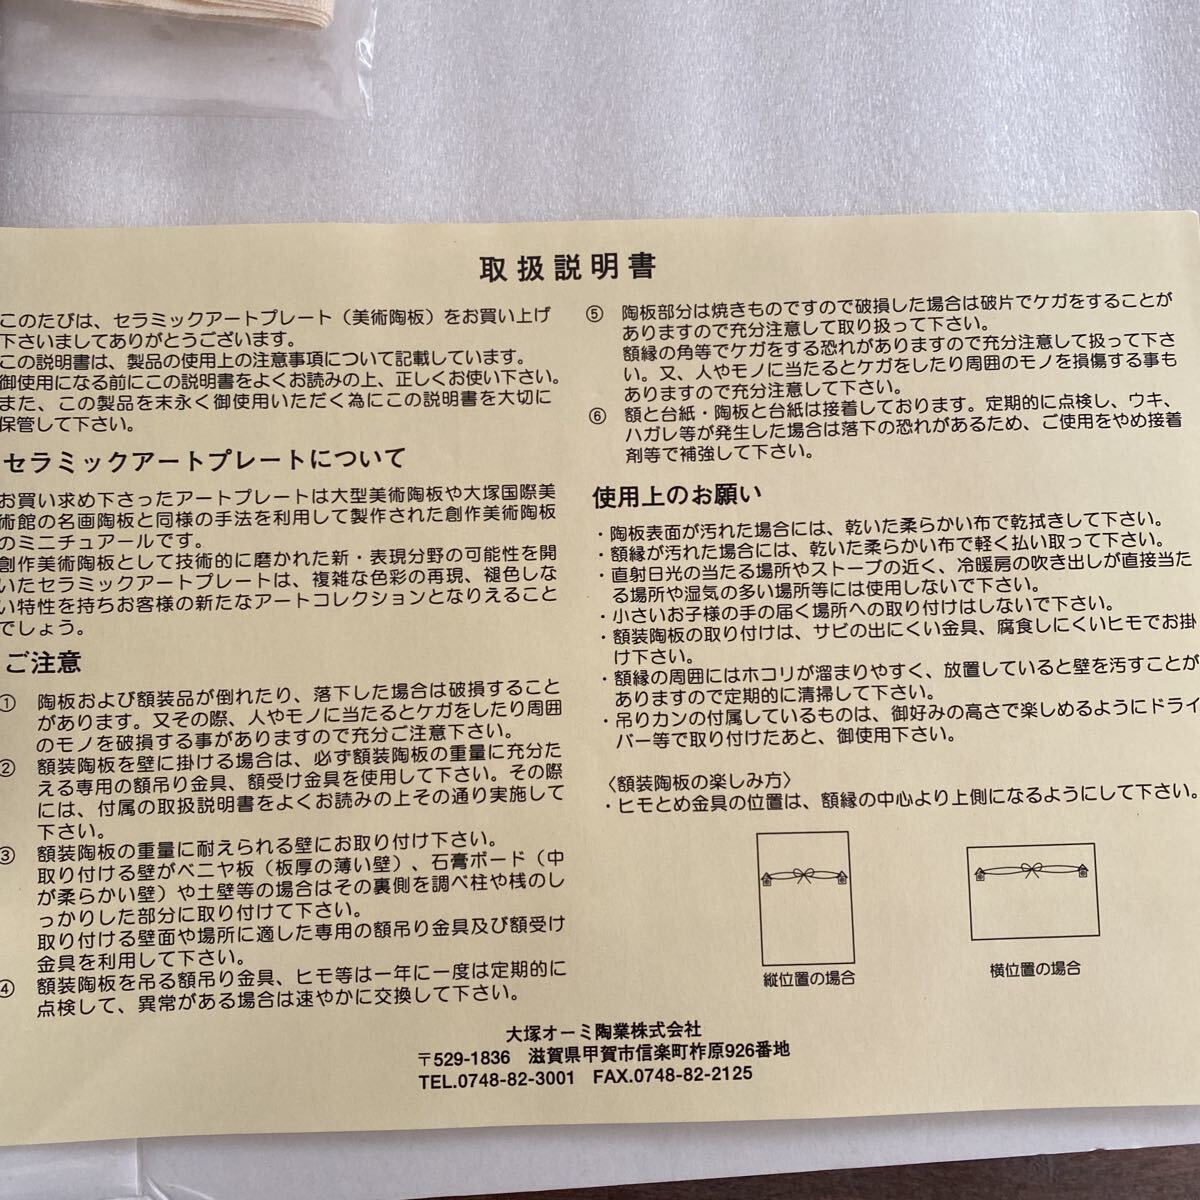 取扱説明書
このたびは、セラミックアートプレート（美術陶板）をお買い上げ
下さいましてありがとうございます。
この説明書は、製品の使用上の注意事項について記載しています。
御使用になる前にこの説明書をよくお読みの上、正しくお使い下さい。
また、この製品を末永く御使用いただく為にこの説明書を大切に
保管して下さい。
セラミックアートプレートについて
お買い求め下さったアートプレートは大型美術陶板や大塚国際美
術館の名画陶板と同様の手法を利用して製作された創作美術陶板
のミニチュアールです。
創作美術陶板として技術的に磨かれた新・表現分野の可能性を開
いたセラミックアートプレートは、複雑な色彩の再現、褪色しな
い特性を持ちお客様の新たなアートコレクションとなりえること
でしょう。
ご注意
① 陶板および額装品が倒れたり、落下した場合は破損すること
があります。又その際、人やモノに当たるとケガをしたり周囲
のモノを破損する事がありますので充分ご注意下さい。
② 額装陶板を壁に掛ける場合は、必ず額装陶板の重量に充分た
える専用の額吊り金具、額受け金具を使用して下さい。その際
には、付属の取扱説明書をよくお読みの上その通り実施して
下さい。
③ 額装陶板の重量に耐えられる壁にお取り付け下さい。
取り付ける壁がベニヤ板（板厚の薄い壁）、石膏ボード（中
が柔らかい壁）や土壁等の場合はその裏側を調べ柱や桟のし
っかりした部分に取り付けて下さい。
取り付ける壁面や場所に適した専用の額吊り金具及び額受け
金具を利用して下さい。
④ 額装陶板を吊る額吊り金具、ヒモ等は一年に一度は定期的に
点検して、異常がある場合は速やかに交換して下さい。
⑤ 陶板部分は焼きものですので破損した場合は破片でケガをすることが
ありますので充分注意して取り扱って下さい。
額縁の角等でケガをする恐れがありますので充分注意して扱って下さ
い。又、人やモノに当たるとケガをしたり周囲のモノを損傷する事も
ありますので充分注意して下さい。
⑥ 額と台紙・陶板と台紙は接着しております。定期的に点検し、ウキ、
ハガレ等が発生した場合は落下の恐れがあるため、ご使用をやめ接着
剤等で補強して下さい。
使用上のお願い
・陶板表面が汚れた場合には、乾いた柔らかい布で乾拭きして下さい。
・額縁が汚れた場合には、乾いた柔らかい布で軽く払い取って下さい。
・直射日光の当たる場所やストーブの近く、冷暖房の吹き出しが直接当た
る場所や湿気の多い場所等には使用しないで下さい。
・小さいお子様の手の届く場所への取り付けはしないで下さい。
・額装陶板の取り付けは、サビの出にくい金具、腐食しにくいヒモでお掛
け下さい。
・額縁の周囲にはホコリが溜まりやすく、放置していると壁を汚すことが
ありますので定期的に清掃して下さい。
・吊りカンの付属しているものは、御好みの高さで楽しめるようにドライ
バー等で取り付けたあと、御使用下さい。
〈額装陶板の楽しみ方〉
・ヒモとめ金具の位置は、額縁の中心より上側になるようにして下さい。
縦位置の場合
横位置の場合
大塚オーミ陶業株式会社
〒529-1836 滋賀県甲賀市信楽町柞原926番地
TEL.0748-82-3001 FAX.0748-82-2125